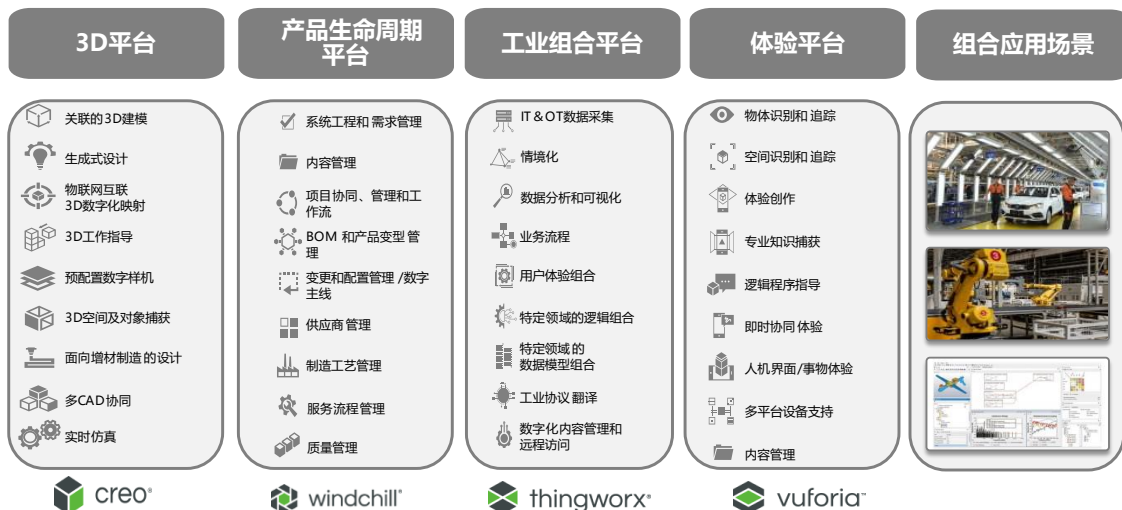 3D平台
关联的3D建模
生成式设计
物联网互联
3D数字化映射
3D工作指导
预配置数字样机
3D空间及对象捕获
面向增材制造的设计
多CAD协同
实时仿真
creo®
产品生命周期
平台
系统工程和需求管理
内容管理
项目协同、管理和工
作流
BOM 和产品变型管
理
变更和配置管理/数字
主线
供应商管理
制造工艺管理
服务流程管理
质量管理
windchill®
工业组合平台
IT&OT数据采集
情境化
数据分析和可视化
业务流程
用户体验组合
特定领域的逻辑组合
特定领域的
数据模型组合
工业协议翻译
数字化内容管理和
远程访问
thingworx®
体验平台
物体识别和追踪
空间识别和追踪
体验创作
专业知识捕获
逻辑程序指导
即时协同体验
人机界面/事物体验
多平台设备支持
内容管理
vuforia™
组合应用场景